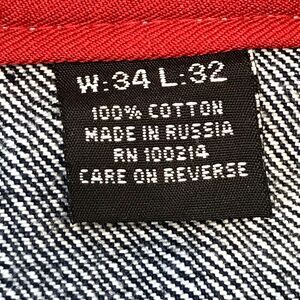 W:34 L:32
100% COTTON
MADE IN RUSSIA
RN 100214
CARE ON REVERSE